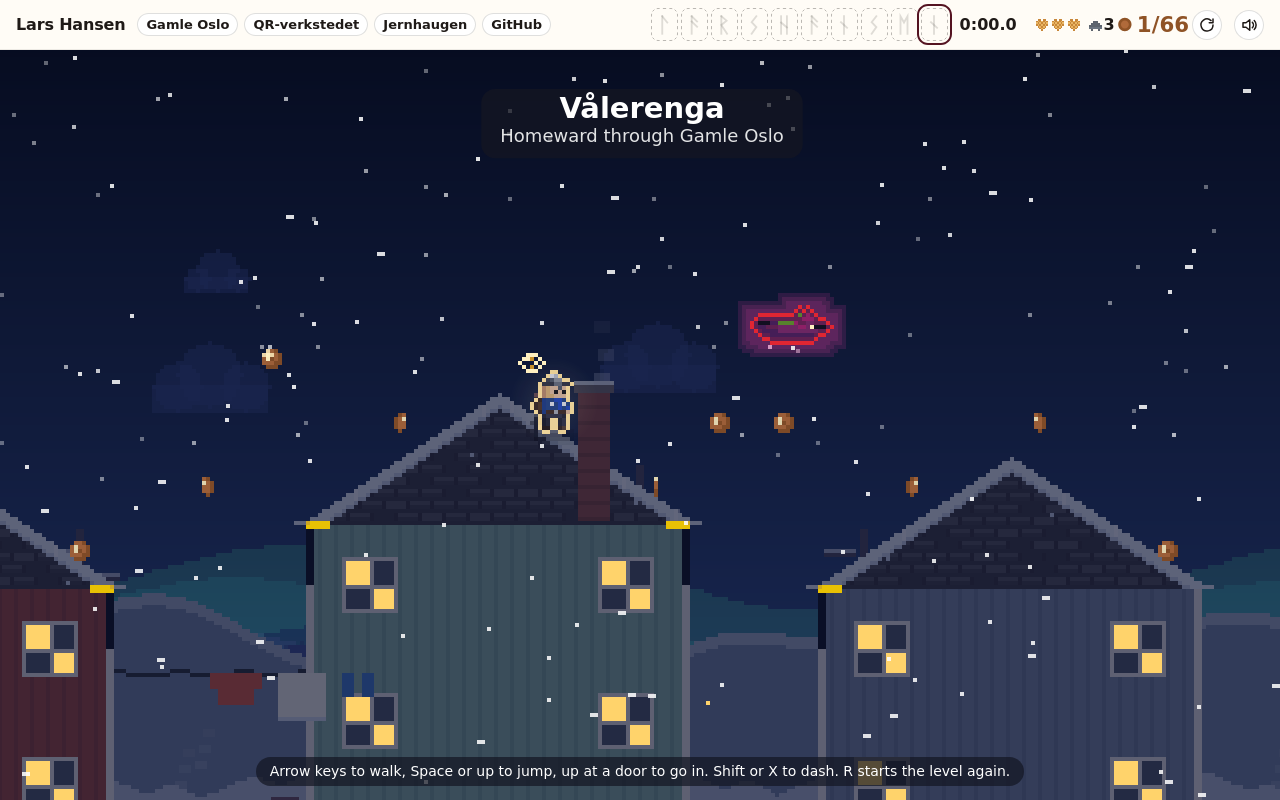 Lars Hansen
Gamle Oslo
QR-verkstedet
Jernhaugen
GitHub
ᛚ ᚨ ᚱ ᛊ ᚺ ᚨ ᚾ ᛊ ᛖ ᚾ
0:00.0
3
1/66
Vålerenga
Homeward through Gamle Oslo
Arrow keys to walk, Space or up to jump, up at a door to go in. Shift or X to dash. R starts the level again.